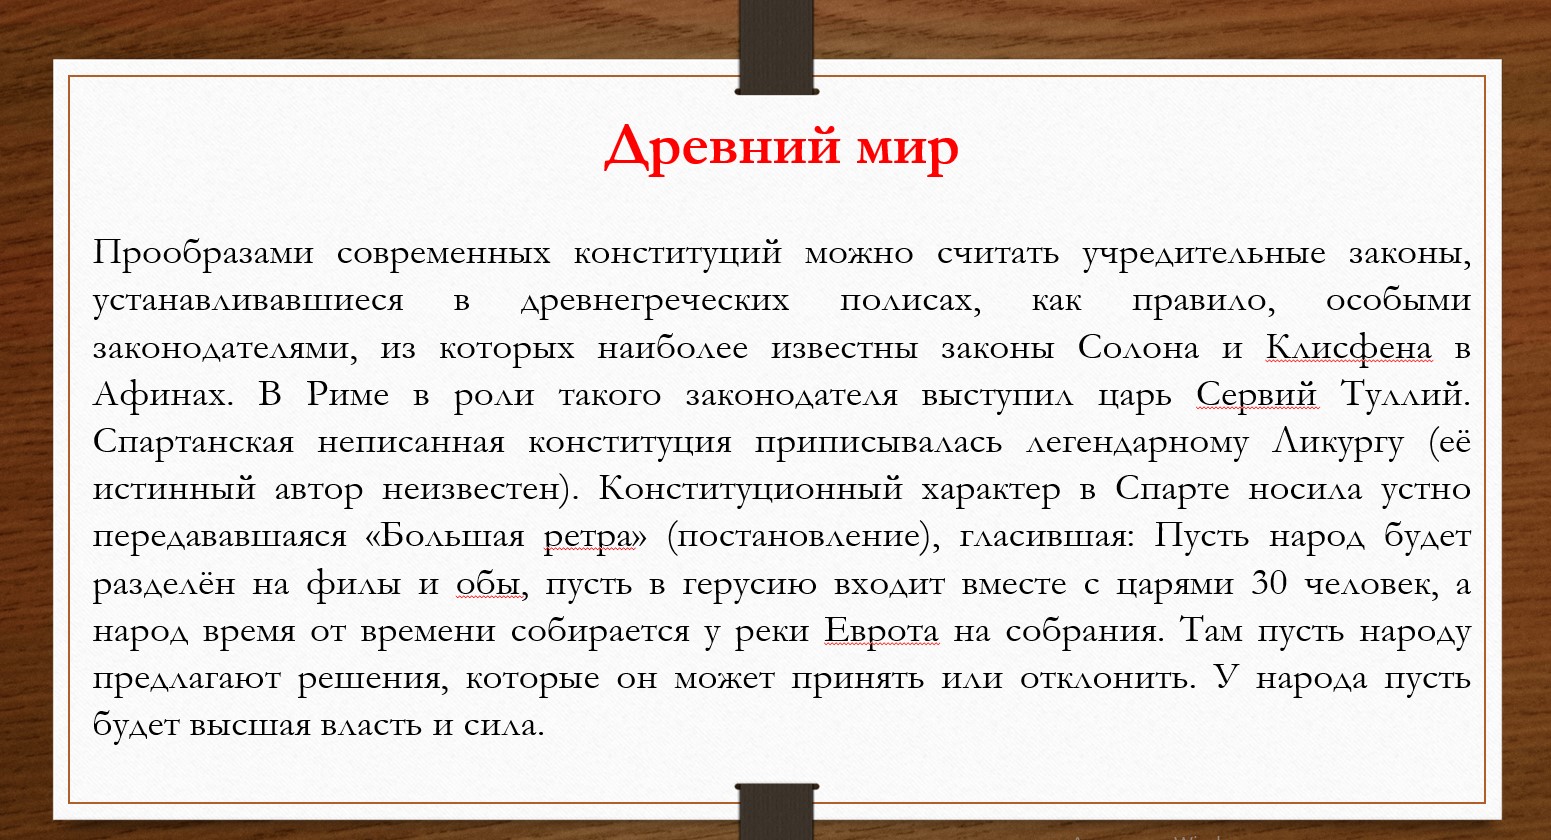 Древний мир
Прообразами современных конституций можно считать учредительные законы,
устанавливавшиеся в древнегреческих полисах, как правило, особыми
законодателями, из которых наиболее известны законы Солона и Клисфена в
Афинах. В Риме в роли такого законодателя выступил царь Сервий Туллий.
Спартанская неписанная конституция приписывалась легендарному Ликургу (её
истинный автор неизвестен). Конституционный характер в Спарте носила устно
передававшаяся «Большая ретра» (постановление), гласившая: Пусть народ будет
разделён на филы и обы, пусть в герусию входит вместе с царями 30 человек, а
народ время от времени собирается у реки Еврота на собрания. Там пусть народу
предлагают решения, которые он может принять или отклонить. У народа пусть
будет высшая власть и сила.